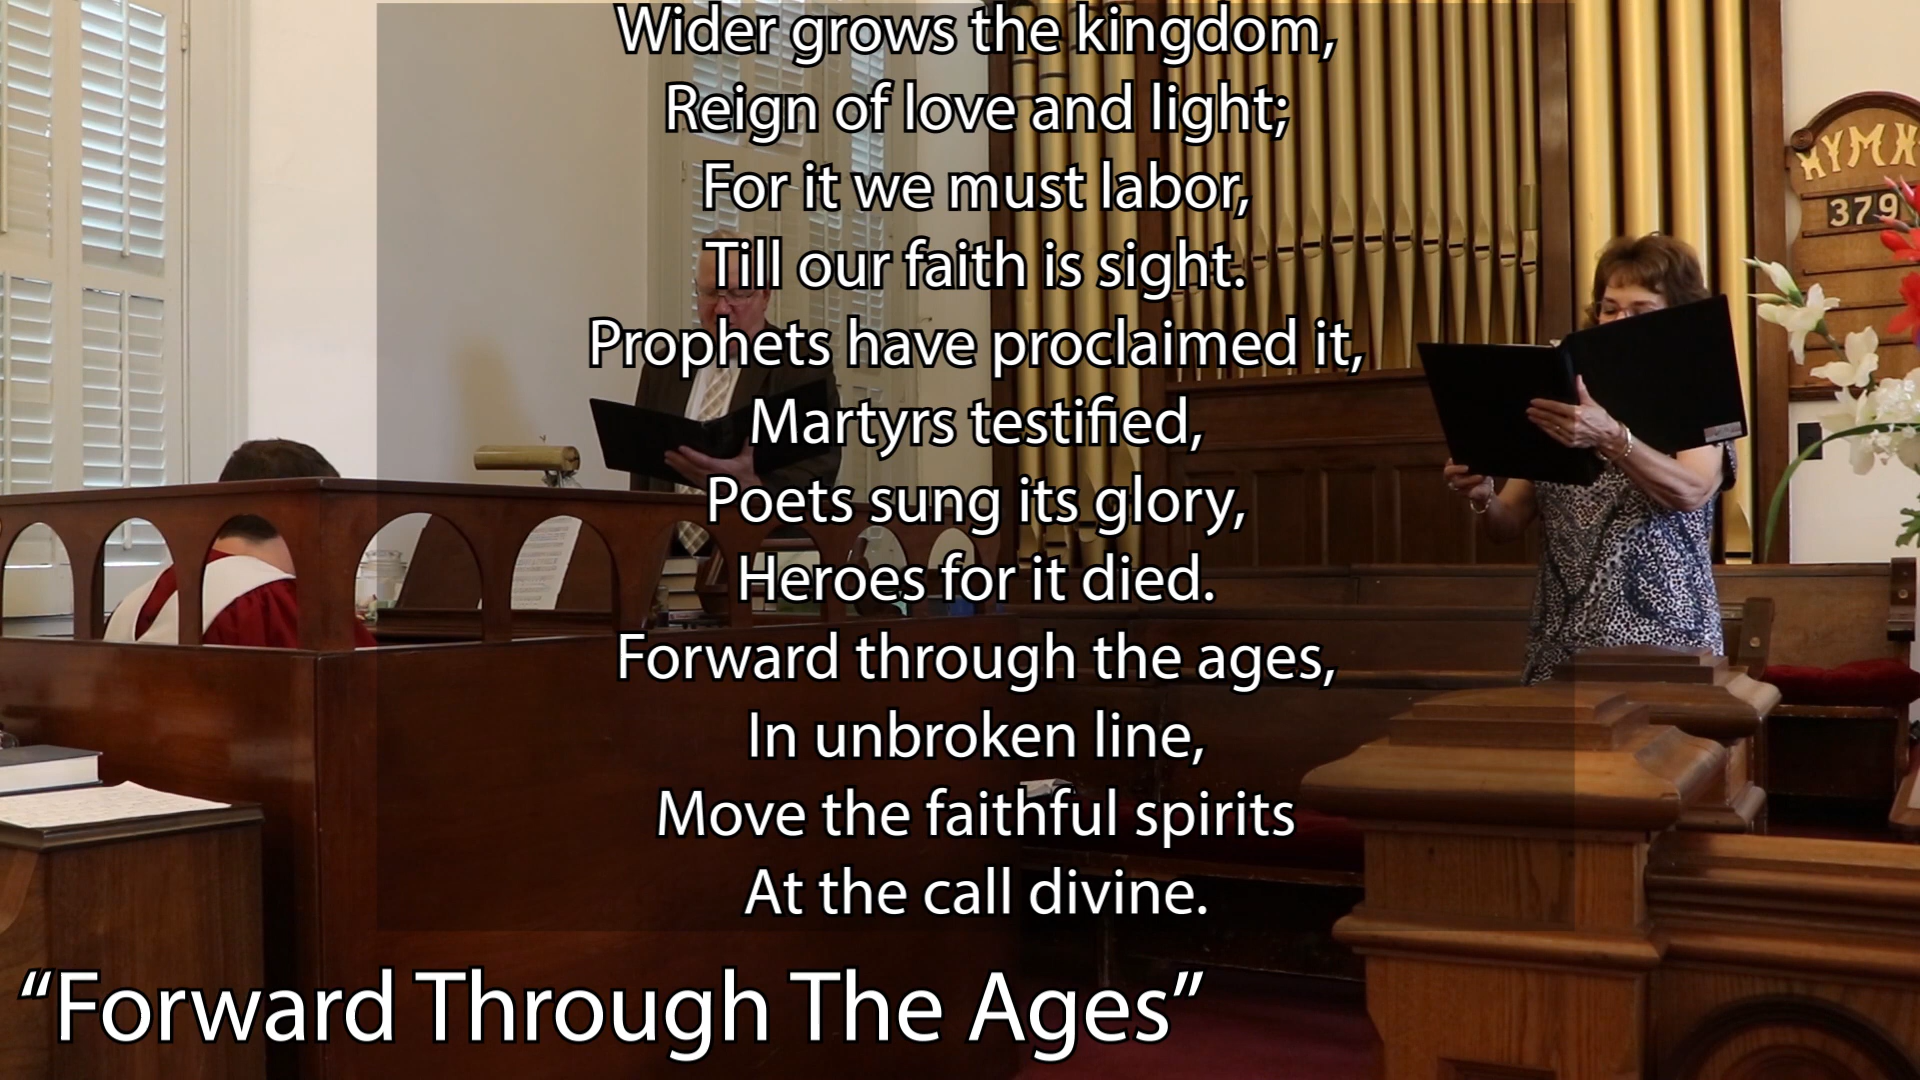 Wider grows the kingdom,
Reign of love and light;
For it we must labor,
Till our faith is sight.
Prophets have proclaimed it,
Martyrs testified,
Poets sung its glory,
Heroes for it died.
Forward through the ages,
In unbroken line,
Move the faithful spirits
At the call divine.
“Forward Through The Ages”
HYMN
379